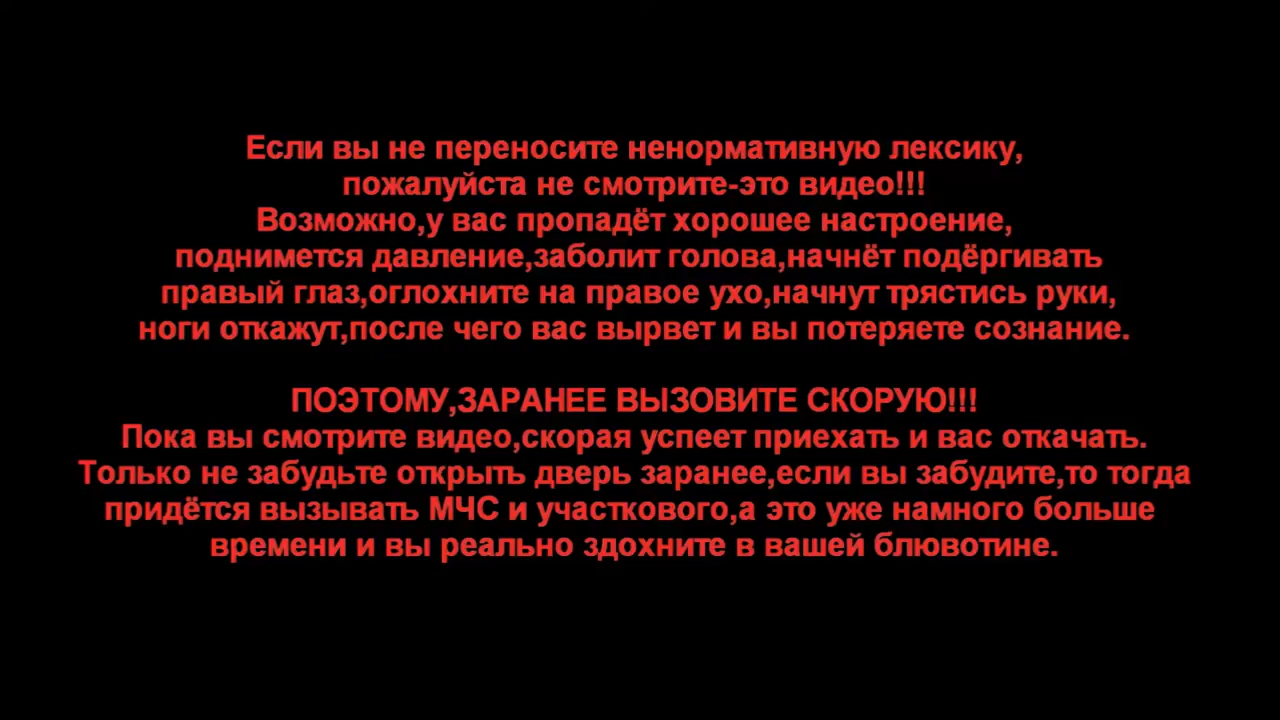 Если вы не переносите ненормативную лексику,
пожалуйста не смотрите-это видео!!!
Возможно,у вас пропадёт хорошее настроение,
поднимется давление,заболит голова,начнёт подёргивать
правый глаз,оглохните на правое ухо,начнут трястись руки,
ноги откажут,после чего вас вырвет и вы потеряете сознание.
ПОЭТОМУ,ЗАРАНЕЕ ВЫЗОВИТЕ СКОРУЮ!!!
Пока вы смотрите видео,скорая успеет приехать и вас откачать.
Только не забудьте открыть дверь заранее,если вы забудите,то тогда
придётся вызывать МЧС и участкового,а это уже намного больше
времени и вы реально здохните в вашей блювотине.